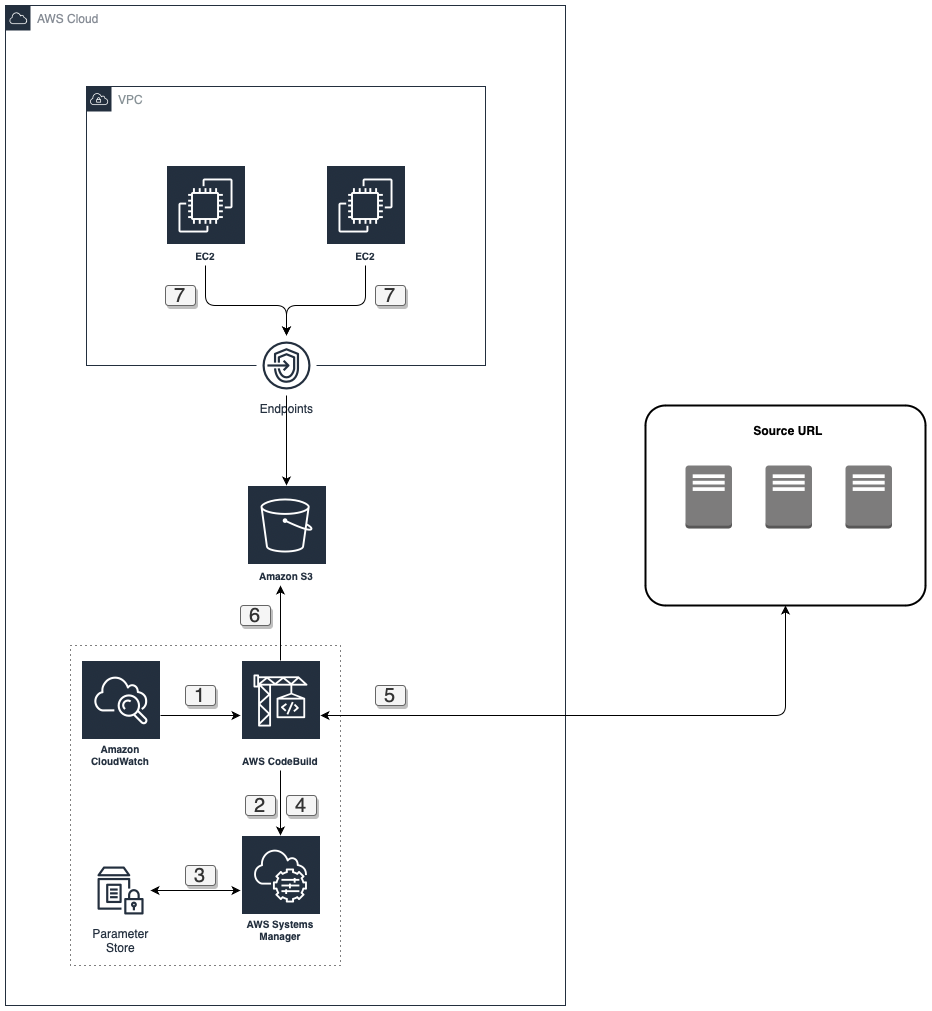 AWS Cloud
VPC
EC2
EC2
7
7
Endpoints
Source URL
Amazon S3
6
1
5
Amazon
CloudWatch
AWS CodeBuild
</>
2
4
3
AWS Systems
Manager
Parameter
Store